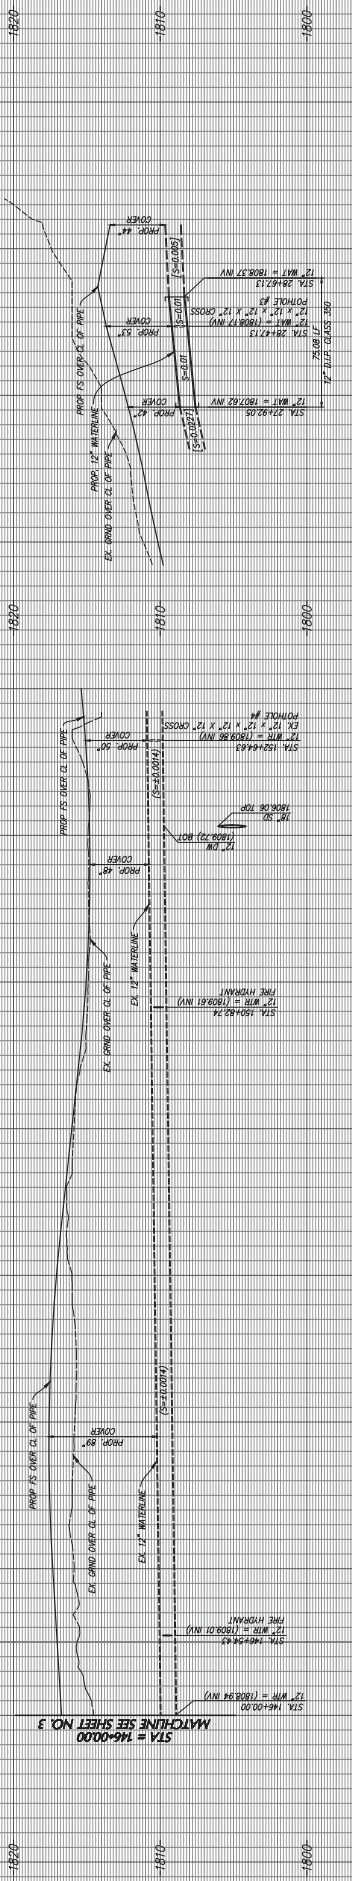 1820
1810
1800
PROP. 44"
COVER
[S=0.005]
STA. 28+67.13
12" WAT = 1808.37 INV
PROP FS OVER CL OF PIPE
PROP. 53"
COVER
[S=0.01]
STA. 28+47.13
12" WAT = (1808.17 INV)
12" X 12" X 12" X 12" CROSS
POTHOLE #3
S=0.01
75.08 LF
12" D.I.P. CLASS 350
PROP. 12" WATERLINE
EX. GRND OVER CL OF PIPE
PROP. 42"
COVER
STA. 27+92.05
12" WAT = 1807.62 INV
[S=0.0227]
1820
1810
1800
PROP FS OVER CL OF PIPE
PROP. 50"
COVER
(S=±0.0014)
STA. 152+64.63
12" WTR = (1809.86 INV)
EX. 12" X 12" X 12" X 12" CROSS
POTHOLE #4
18" SD
1806.06 TOP
12" DW
(1809.72) BOT
PROP. 48"
COVER
EX. GRND OVER CL OF PIPE
EX. 12" WATERLINE
STA. 150+82.74
12" WTR = (1809.61 INV)
FIRE HYDRANT
PROP FS OVER CL OF PIPE
PROP. 89"
COVER
(S=±0.0014)
EX. GRND OVER CL OF PIPE
EX. 12" WATERLINE
STA. 146+54.43
12" WTR = (1809.01 INV)
FIRE HYDRANT
STA. 146+00.00
12" WTR = (1808.94 INV)
STA = 146+00.00
MATCHLINE SEE SHEET NO. 3
1820
1810
1800